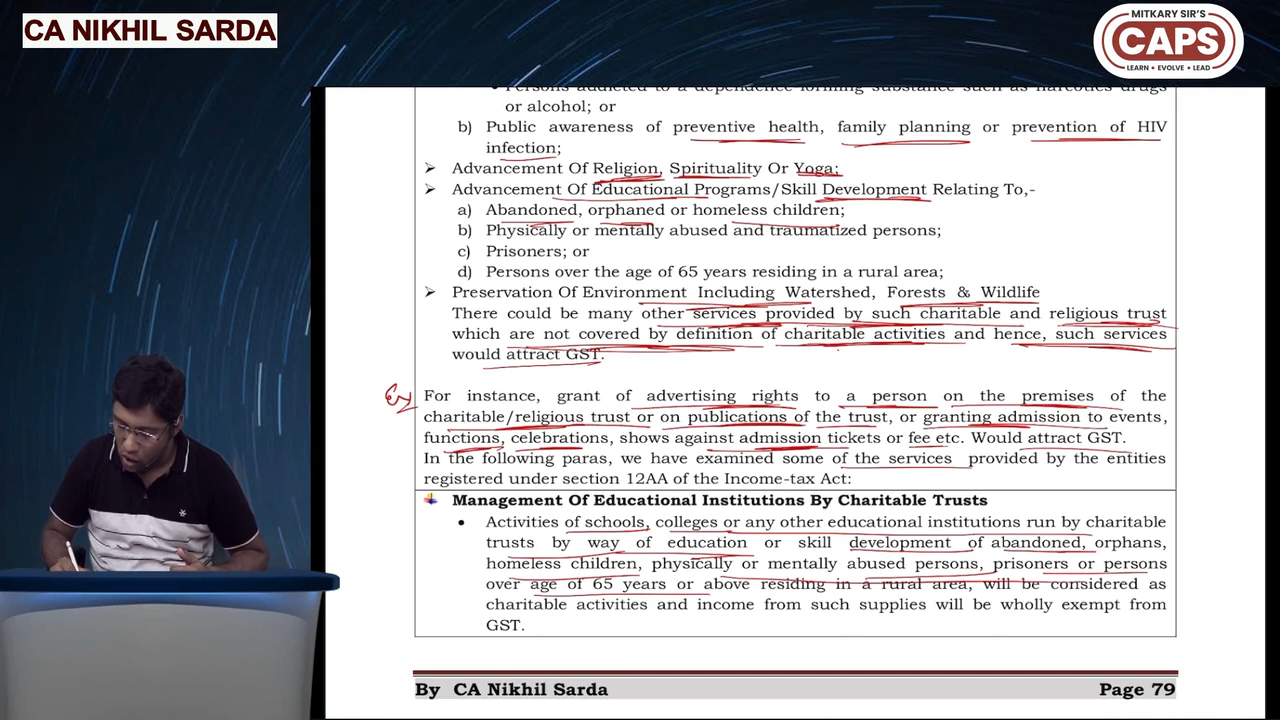 CA NIKHIL SARDA
MITKARY SIR'S
CAPS
LEARN • EVOLVE • LEAD
Persons addicted to a dependence forming substance such as narcotics drugs
or alcohol; or
b) Public awareness of preventive health, family planning or prevention of HIV
infection;
➢ Advancement Of Religion, Spirituality Or Yoga;
➢ Advancement Of Educational Programs/Skill Development Relating To,-
a) Abandoned, orphaned or homeless children;
b) Physically or mentally abused and traumatized persons;
c) Prisoners; or
d) Persons over the age of 65 years residing in a rural area;
➢ Preservation Of Environment Including Watershed, Forests & Wildlife
There could be many other services provided by such charitable and religious trust
which are not covered by definition of charitable activities and hence, such services
would attract GST.
Ex
For instance, grant of advertising rights to a person on the premises of the
charitable/religious trust or on publications of the trust, or granting admission to events,
functions, celebrations, shows against admission tickets or fee etc. Would attract GST.
In the following paras, we have examined some of the services provided by the entities
registered under section 12AA of the Income-tax Act:
Management Of Educational Institutions By Charitable Trusts
• Activities of schools, colleges or any other educational institutions run by charitable
trusts by way of education or skill development of abandoned, orphans,
homeless children, physically or mentally abused persons, prisoners or persons
over age of 65 years or above residing in a rural area, will be considered as
charitable activities and income from such supplies will be wholly exempt from
GST.
By CA Nikhil Sarda Page 79